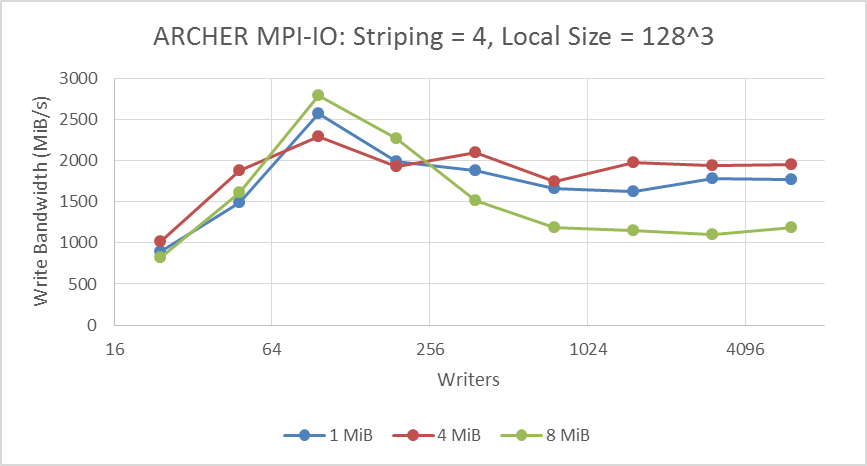 ARCHER MPI-IO: Striping = 4, Local Size = 128^3
Write Bandwidth (MiB/s)
3000
2500
2000
1500
1000
500
0
16 64 256 1024 4096
Writers
1 MiB 4 MiB 8 MiB